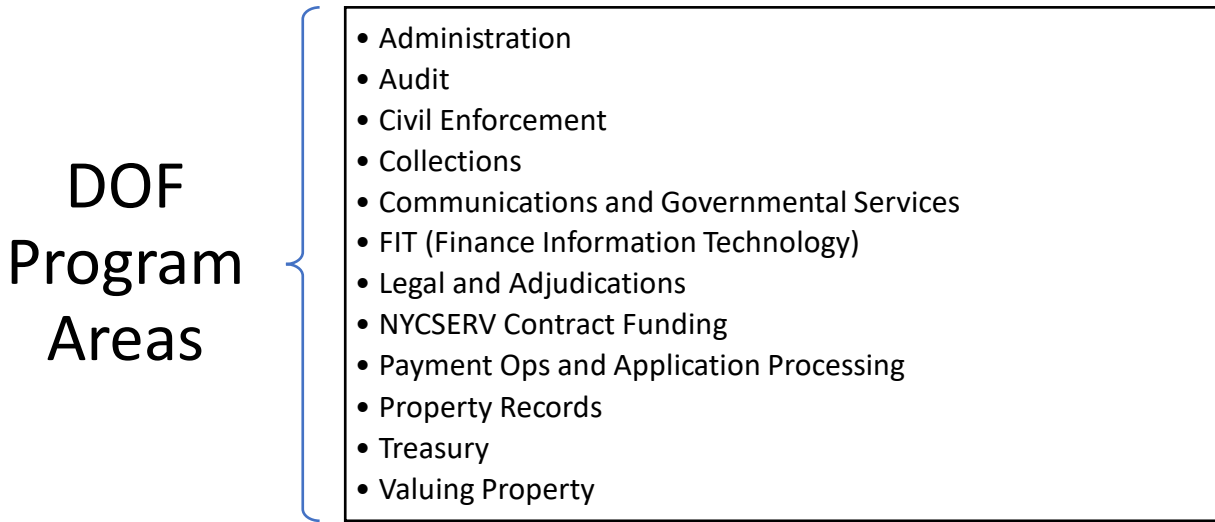 DOF
Program
Areas
• Administration
• Audit
• Civil Enforcement
• Collections
• Communications and Governmental Services
• FIT (Finance Information Technology)
• Legal and Adjudications
• NYCSERV Contract Funding
• Payment Ops and Application Processing
• Property Records
• Treasury
• Valuing Property